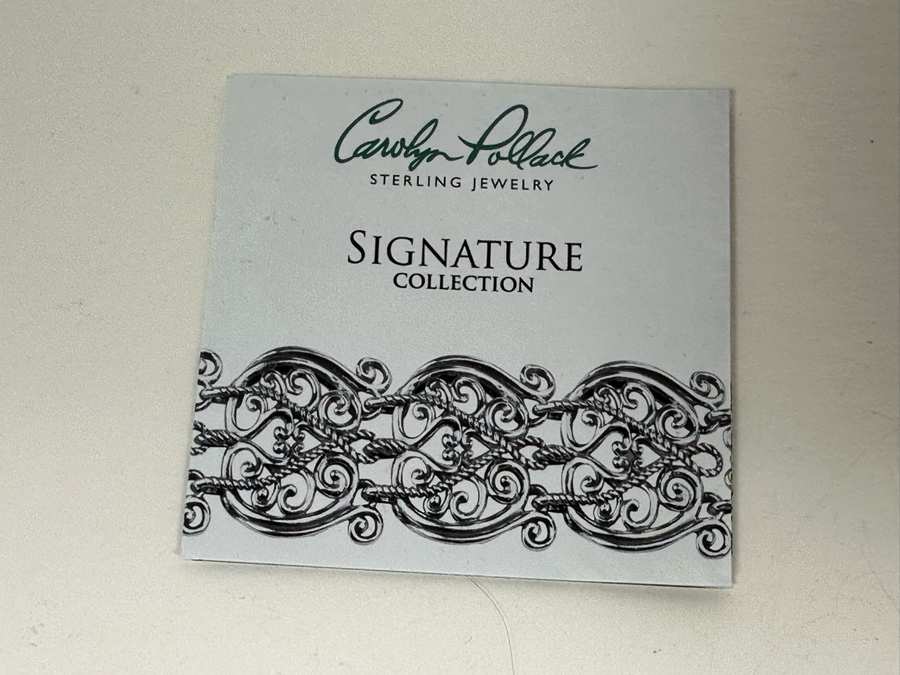 Carolyn Pollack
STERLING JEWELRY
SIGNATURE
COLLECTION